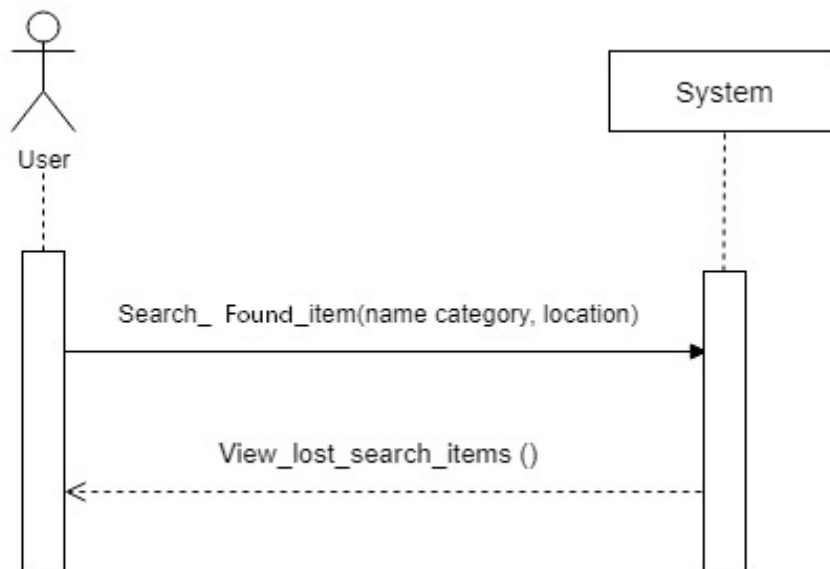 System
User
Search_ Found_item(name category, location)
View_lost_search_items ()